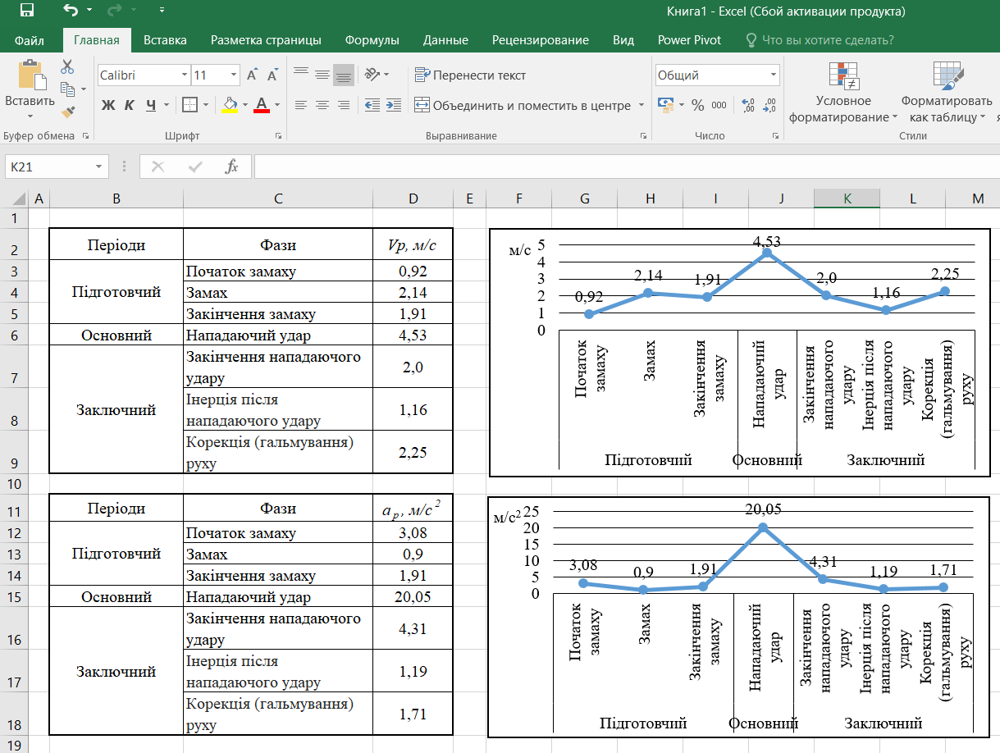 Книга1 - Excel (Сбой активации продукта)
Файл Главная Вставка Разметка страницы Формулы Данные Рецензирование Вид Power Pivot Что вы хотите сделать?
Вставить
Буфер обмена
Calibri 11
Ж К Ч А
Шрифт
Перенести текст
Объединить и поместить в центре
Выравнивание
Общий
% 000
Число
Условное форматирование
Форматировать как таблицу
Стили
K21
fx
A B C D E F G H I J K L M
1
2 Періоди Фази Vр, м/с
3 Початок замаху 0,92
4 Підготовчий Замах 2,14
5 Закінчення замаху 1,91
6 Основний Нападаючий удар 4,53
7 Закінчення нападаючого удару 2,0
8 Заключний Інерція після нападаючого удару 1,16
9 Корекція (гальмування) руху 2,25
10
11 Періоди Фази aр, м/с²
12 Початок замаху 3,08
13 Підготовчий Замах 0,9
14 Закінчення замаху 1,91
15 Основний Нападаючий удар 20,05
16 Закінчення нападаючого удару 4,31
17 Заключний Інерція після нападаючого удару 1,19
18 Корекція (гальмування) руху 1,71
19
м/с 5
4
3
2
1
0
0,92 2,14 1,91 4,53 2,0 1,16 2,25
Початок замаху
Замах
Закінчення замаху
Нападаючий удар
Закінчення нападаючого удару
Інерція після нападаючого удару
Корекція (гальмування) руху
Підготовчий Основний Заключний
м/с² 25
20
15
10
5
0
3,08 0,9 1,91 20,05 4,31 1,19 1,71
Початок замаху
Замах
Закінчення замаху
Нападаючий удар
Закінчення нападаючого удару
Інерція після нападаючого удару
Корекція (гальмування) руху
Підготовчий Основний Заключний